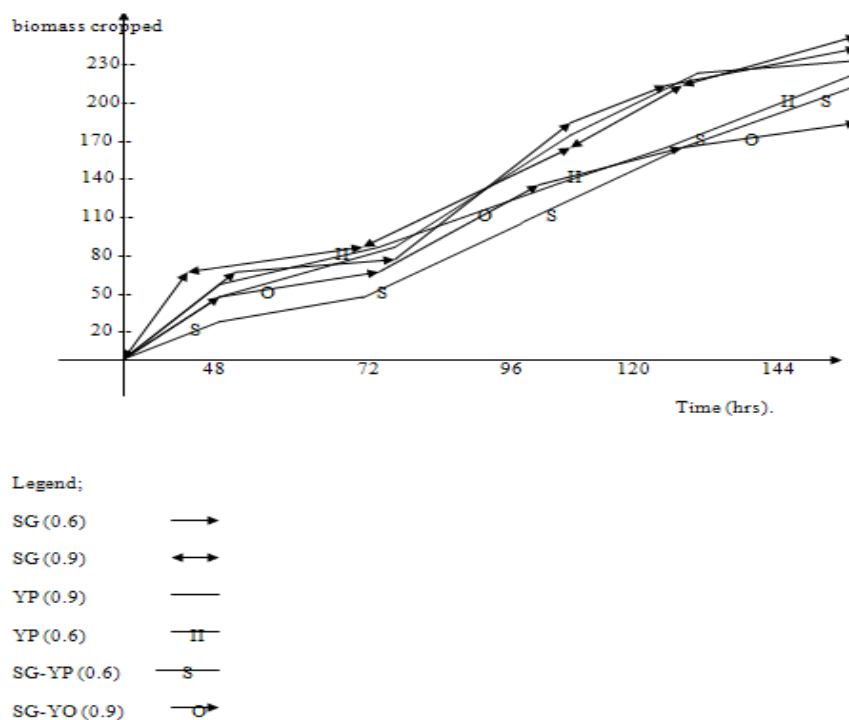 biomass cropped
230
200
170
140
110
80
50
20
48 72 96 120 144
Time (hrs).
H H H
S S S S S
O O O
Legend;
SG (0.6)
SG (0.9)
YP (0.9)
YP (0.6) H
SG-YP (0.6) S
SG-YO (0.9) O